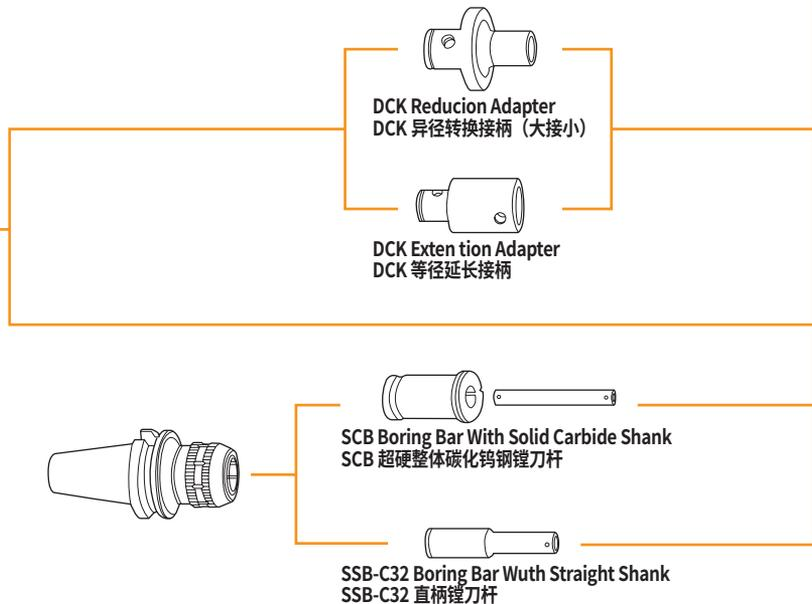 DCK Reducion Adapter
DCK 异径转换接柄（大接小）
DCK Exten tion Adapter
DCK 等径延长接柄
SCB Boring Bar With Solid Carbide Shank
SCB 超硬整体碳化钨钢镗刀杆
SSB-C32 Boring Bar Wuth Straight Shank
SSB-C32 直柄镗刀杆